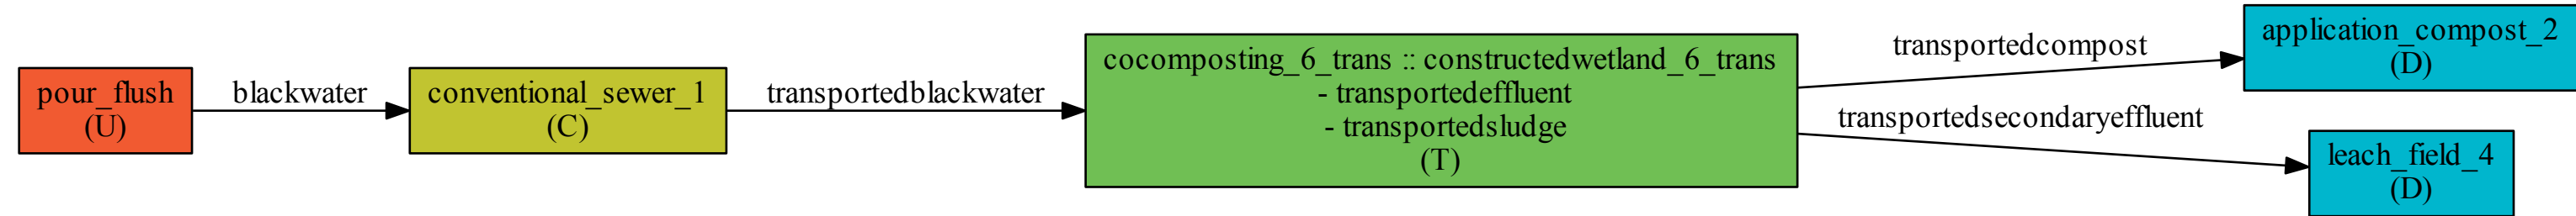 pour_flush
(U)
blackwater
conventional_sewer_1
(C)
transportedblackwater
cocomposting_6_trans :: constructedwetland_6_trans
- transportedeffluent
- transportedsludge
(T)
transportedcompost
application_compost_2
(D)
transportedsecondaryeffluent
leach_field_4
(D)